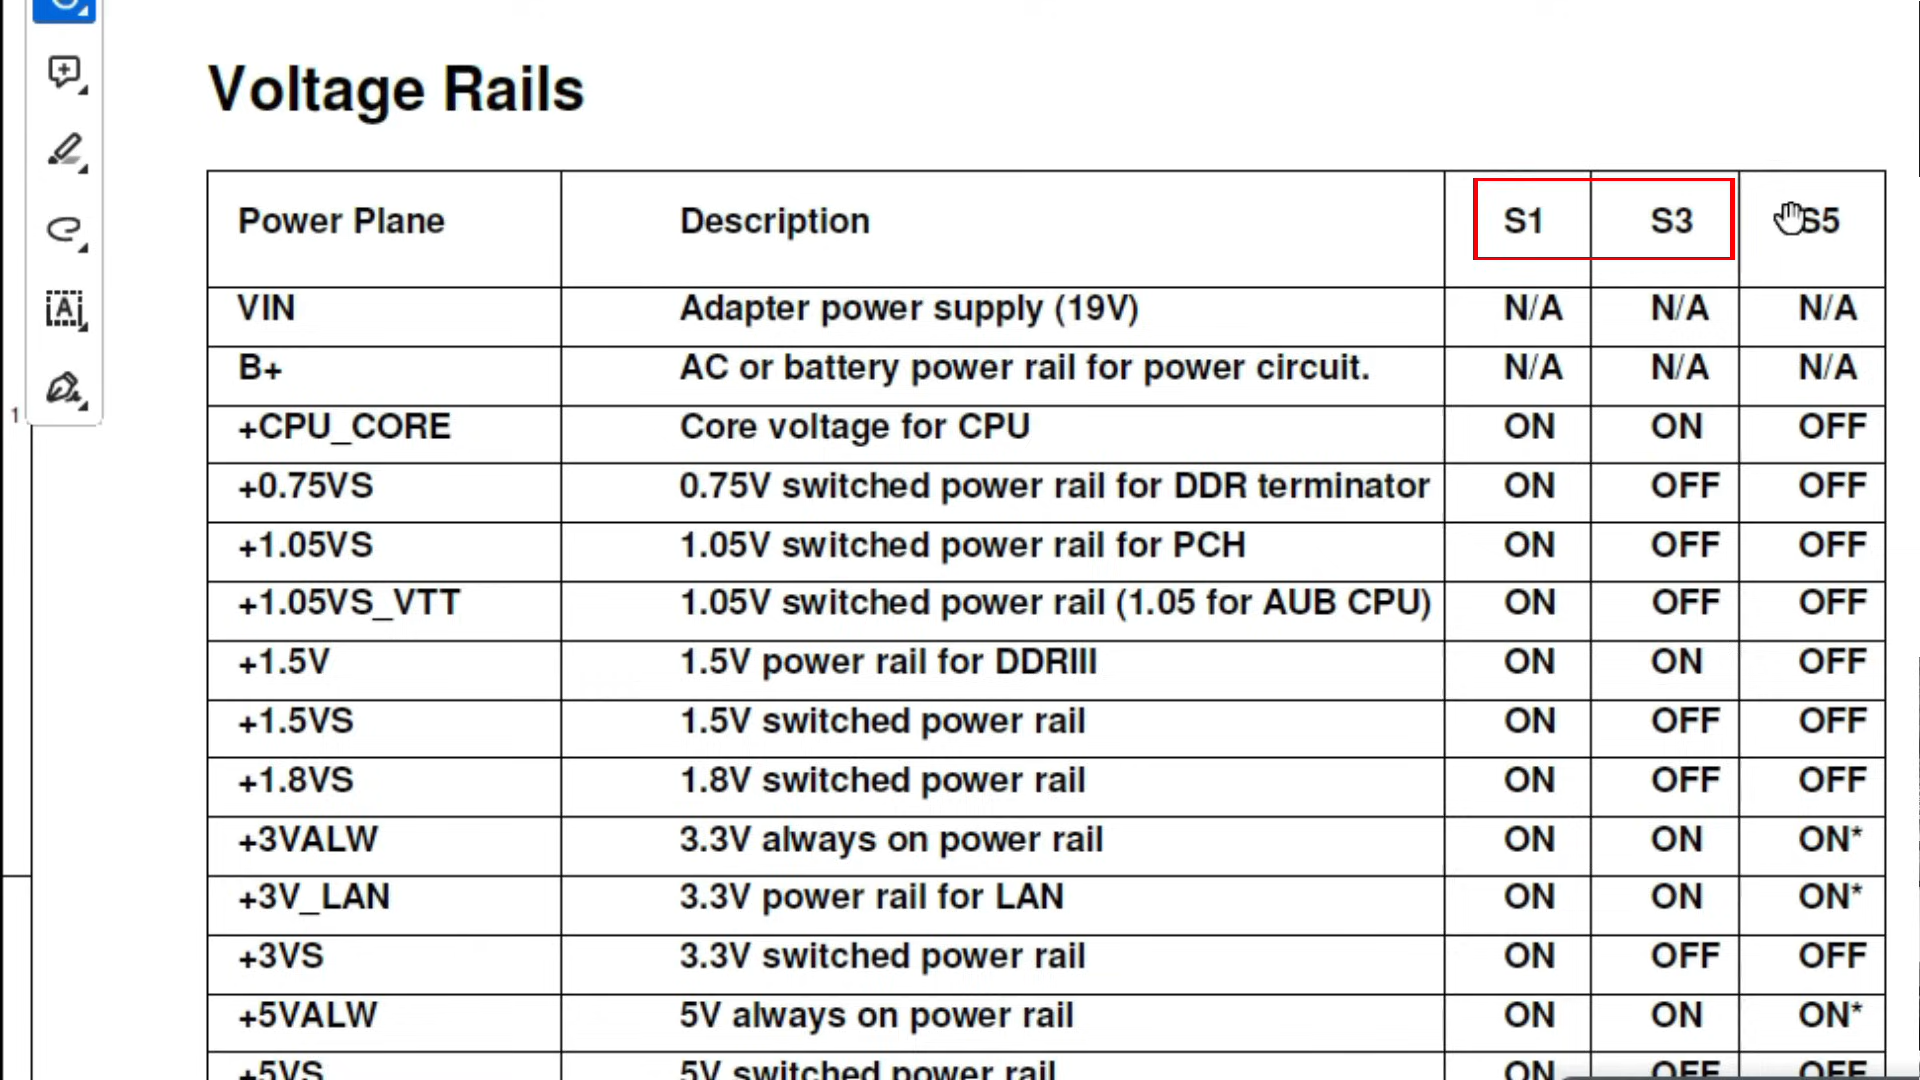 Voltage Rails
Power Plane Description S1 S3 S5
VIN Adapter power supply (19V) N/A N/A N/A
B+ AC or battery power rail for power circuit. N/A N/A N/A
+CPU_CORE Core voltage for CPU ON ON OFF
+0.75VS 0.75V switched power rail for DDR terminator ON OFF OFF
+1.05VS 1.05V switched power rail for PCH ON OFF OFF
+1.05VS_VTT 1.05V switched power rail (1.05 for AUB CPU) ON OFF OFF
+1.5V 1.5V power rail for DDRIII ON ON OFF
+1.5VS 1.5V switched power rail ON OFF OFF
+1.8VS 1.8V switched power rail ON OFF OFF
+3VALW 3.3V always on power rail ON ON ON*
+3V_LAN 3.3V power rail for LAN ON ON ON*
+3VS 3.3V switched power rail ON OFF OFF
+5VALW 5V always on power rail ON ON ON*
+5VS 5V switched power rail ON OFF OFF
1